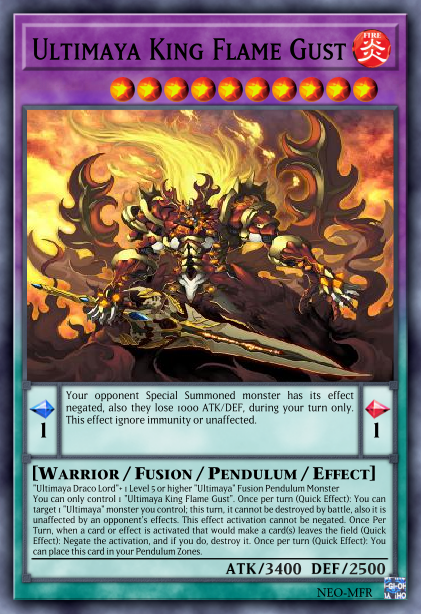 Ultimaya King Flame Gust
FIRE
炎
Your opponent Special Summoned monster has its effect
negated, also they lose 1000 ATK/DEF, during your turn only.
This effect ignore immunity or unaffected.
1
1
[Warrior / Fusion / Pendulum / Effect]
"Ultimaya Draco Lord"+ 1 Level 5 or higher "Ultimaya" Fusion Pendulum Monster
You can only control 1 "Ultimaya King Flame Gust". Once per turn (Quick Effect): You can
target 1 "Ultimaya" monster you control; this turn, it cannot be destroyed by battle, also it is
unaffected by an opponent's effects. This effect activation cannot be negated. Once Per
Turn, when a card or effect is activated that would make a card(s) leaves the field (Quick
Effect): Negate the activation, and if you do, destroy it. Once per turn (Quick Effect): You
can place this card in your Pendulum Zones.
ATK/3400 DEF/2500
NEO-MFR